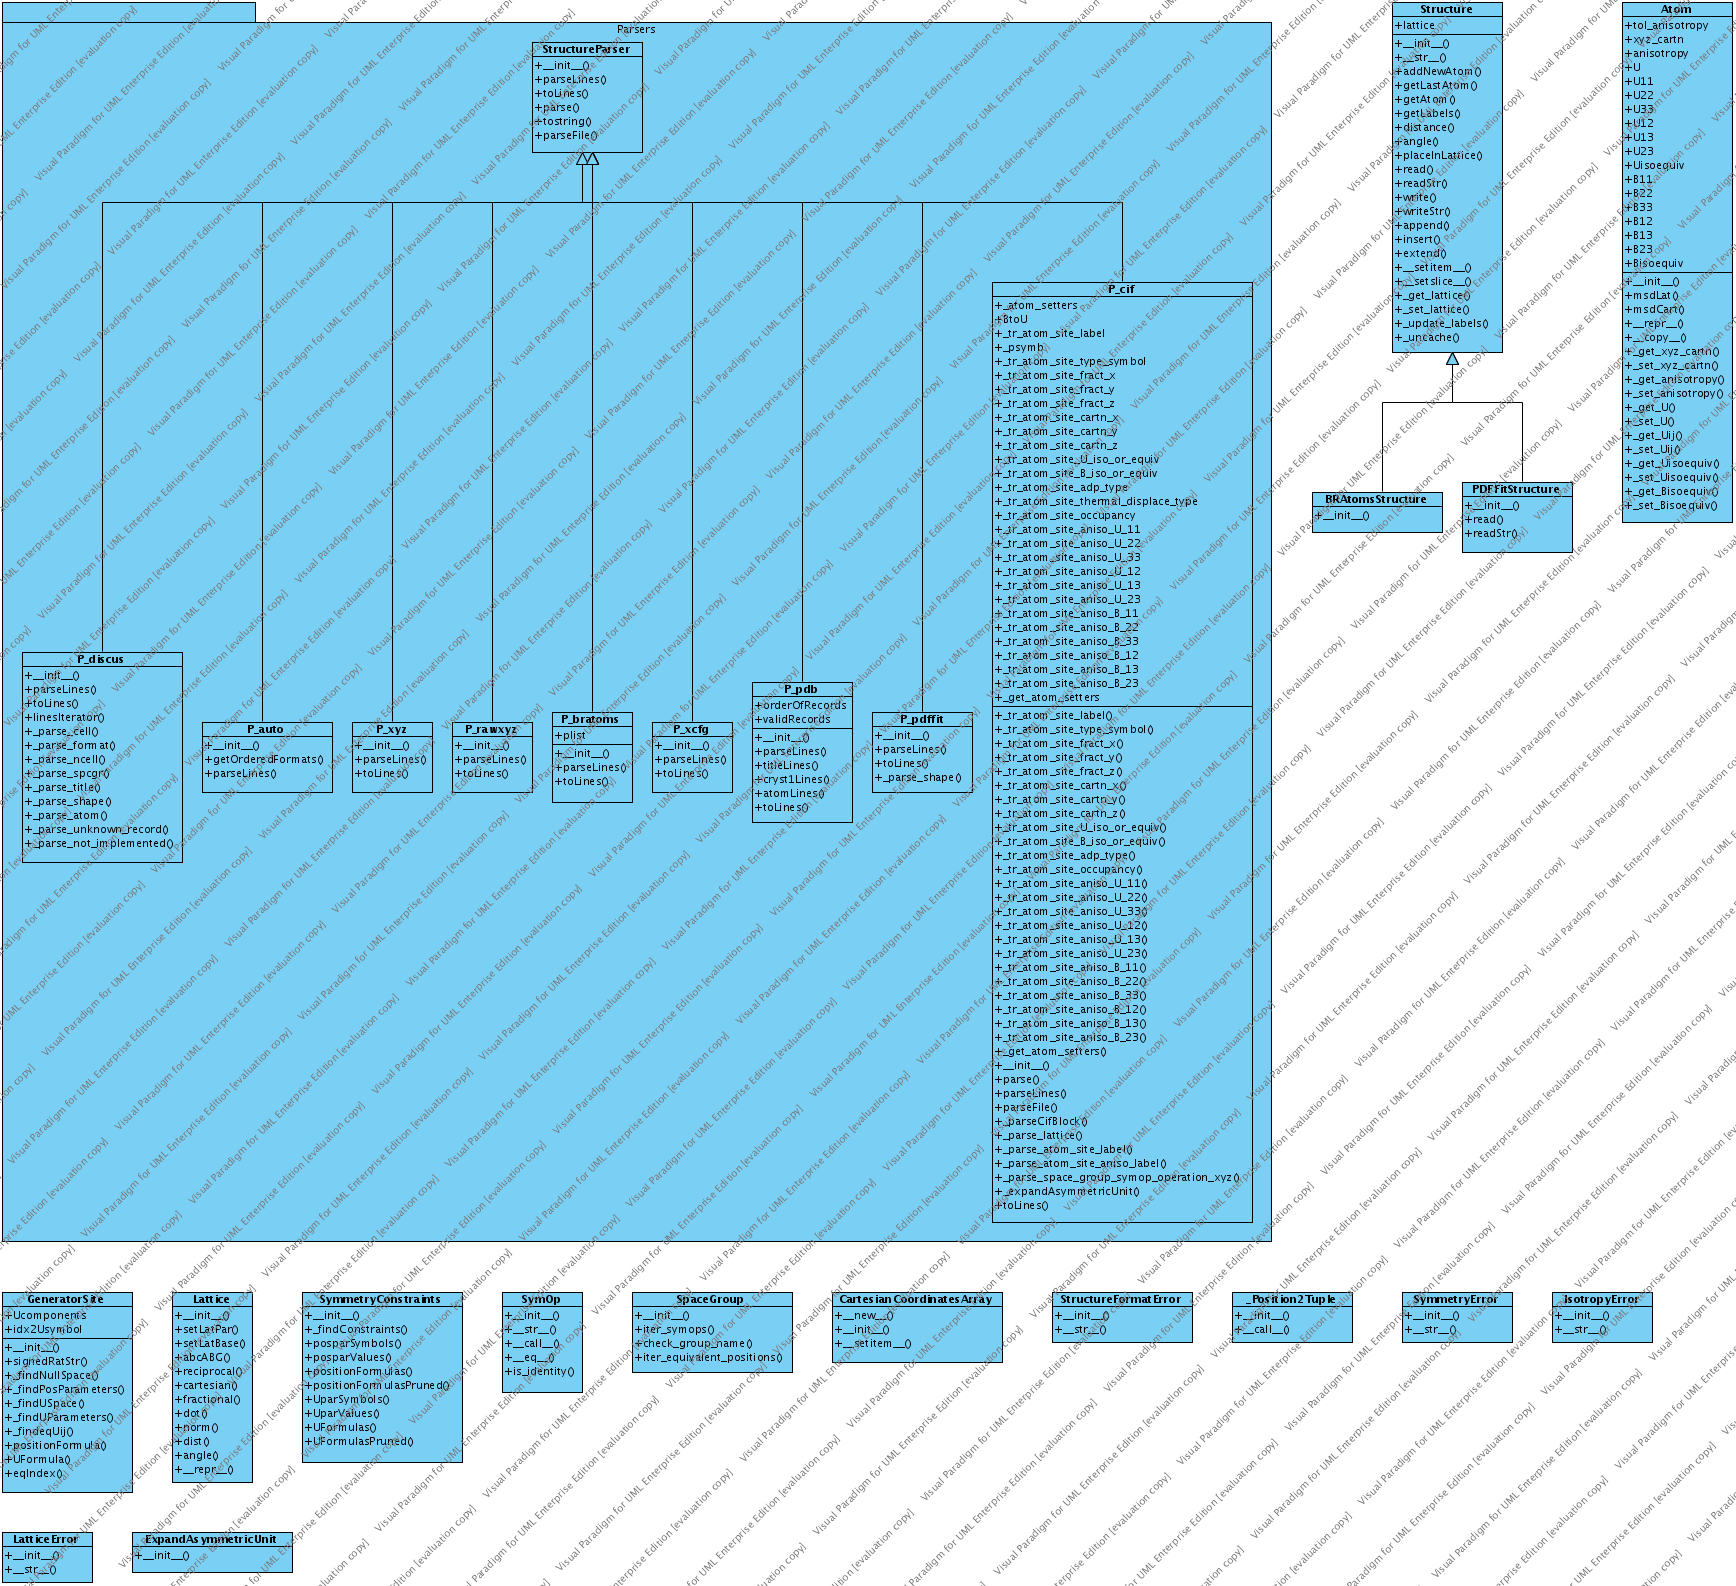 Parsers
StructureParser
+__init__()
+parseLines()
+toLines()
+parse()
+tostring()
+parseFile()
P_discus
+__init__()
+parseLines()
+toLines()
+linesIterator()
+_parse_cell()
+_parse_format()
+_parse_ncell()
+_parse_spcgr()
+_parse_title()
+_parse_shape()
+_parse_atom()
+_parse_unknown_record()
+_parse_not_implemented()
P_auto
+__init__()
+getOrderedFormats()
+parseLines()
P_xyz
+__init__()
+parseLines()
+toLines()
P_rawxyz
+__init__()
+parseLines()
+toLines()
P_bratoms
+plist
+__init__()
+parseLines()
+toLines()
P_xcfg
+__init__()
+parseLines()
+toLines()
P_pdb
+orderOfRecords
+validRecords
+__init__()
+parseLines()
+titleLines()
+cryst1Lines()
+atomLines()
+toLines()
P_pdffit
+__init__()
+parseLines()
+toLines()
+_parse_shape()
P_cif
+_atom_setters
+BtoU
+_tr_atom_site_label
+_psymb
+_tr_atom_site_type_symbol
+_tr_atom_site_fract_x
+_tr_atom_site_fract_y
+_tr_atom_site_fract_z
+_tr_atom_site_cartn_x
+_tr_atom_site_cartn_y
+_tr_atom_site_cartn_z
+_tr_atom_site_U_iso_or_equiv
+_tr_atom_site_B_iso_or_equiv
+_tr_atom_site_adp_type
+_tr_atom_site_thermal_displace_type
+_tr_atom_site_occupancy
+_tr_atom_site_aniso_U_11
+_tr_atom_site_aniso_U_22
+_tr_atom_site_aniso_U_33
+_tr_atom_site_aniso_U_12
+_tr_atom_site_aniso_U_13
+_tr_atom_site_aniso_U_23
+_tr_atom_site_aniso_B_11
+_tr_atom_site_aniso_B_22
+_tr_atom_site_aniso_B_33
+_tr_atom_site_aniso_B_12
+_tr_atom_site_aniso_B_13
+_tr_atom_site_aniso_B_23
+_get_atom_setters
+_tr_atom_site_label()
+_tr_atom_site_type_symbol()
+_tr_atom_site_fract_x()
+_tr_atom_site_fract_y()
+_tr_atom_site_fract_z()
+_tr_atom_site_cartn_x()
+_tr_atom_site_cartn_y()
+_tr_atom_site_cartn_z()
+_tr_atom_site_U_iso_or_equiv()
+_tr_atom_site_B_iso_or_equiv()
+_tr_atom_site_adp_type()
+_tr_atom_site_occupancy()
+_tr_atom_site_aniso_U_11()
+_tr_atom_site_aniso_U_22()
+_tr_atom_site_aniso_U_33()
+_tr_atom_site_aniso_U_12()
+_tr_atom_site_aniso_U_13()
+_tr_atom_site_aniso_U_23()
+_tr_atom_site_aniso_B_11()
+_tr_atom_site_aniso_B_22()
+_tr_atom_site_aniso_B_33()
+_tr_atom_site_aniso_B_12()
+_tr_atom_site_aniso_B_13()
+_tr_atom_site_aniso_B_23()
+_get_atom_setters()
+__init__()
+parse()
+parseLines()
+parseFile()
+_parseCifBlock()
+_parse_lattice()
+_parse_atom_site_label()
+_parse_atom_site_aniso_label()
+_parse_space_group_symop_operation_xyz()
+_expandAsymmetricUnit()
+toLines()
Structure
+lattice
+__init__()
+__str__()
+addNewAtom()
+getLastAtom()
+getAtom()
+getLabels()
+distance()
+angle()
+placeInLattice()
+read()
+readStr()
+write()
+writeStr()
+append()
+insert()
+extend()
+__setitem__()
+__setslice__()
+_get_lattice()
+_set_lattice()
+_update_labels()
+_uncache()
BRAtomsStructure
+__init__()
PDFFitStructure
+__init__()
+read()
+readStr()
Atom
+tol_anisotropy
+xyz_cartn
+anisotropy
+U
+U11
+U22
+U33
+U12
+U13
+U23
+Uisoequiv
+B11
+B22
+B33
+B12
+B13
+B23
+Bisoequiv
+__init__()
+msdLat()
+msdCart()
+__repr__()
+__copy__()
+_get_xyz_cartn()
+_set_xyz_cartn()
+_get_anisotropy()
+_set_anisotropy()
+_get_U()
+_set_U()
+_get_Uij()
+_set_Uij()
+_get_Uisoequiv()
+_set_Uisoequiv()
+_get_Bisoequiv()
+_set_Bisoequiv()
GeneratorSite
+Ucomponents
+idx2Usymbol
+__init__()
+signedRatStr()
+_findNullSpace()
+_findPosParameters()
+_findUSpace()
+_findUParameters()
+_findeqUij()
+positionFormula()
+UFormula()
+eqIndex()
Lattice
+__init__()
+setLatPar()
+setLatBase()
+abcABG()
+reciprocal()
+cartesian()
+fractional()
+dot()
+norm()
+dist()
+angle()
+__repr__()
SymmetryConstraints
+__init__()
+_findConstraints()
+posparSymbols()
+posparValues()
+positionFormulas()
+positionFormulasPruned()
+UparSymbols()
+UparValues()
+UFormulas()
+UFormulasPruned()
SymOp
+__init__()
+__str__()
+__call__()
+__eq__()
+is_identity()
SpaceGroup
+__init__()
+iter_symops()
+check_group_name()
+iter_equivalent_positions()
CartesianCoordinatesArray
+__new__()
+__init__()
+__setitem__()
StructureFormatError
+__init__()
+__str__()
_Position2Tuple
+__init__()
+__call__()
SymmetryError
+__init__()
+__str__()
IsotropyError
+__init__()
+__str__()
LatticeError
+__init__()
+__str__()
ExpandAsymmetricUnit
+__init__()
Visual Paradigm for UML Enterprise Edition [evaluation copy]